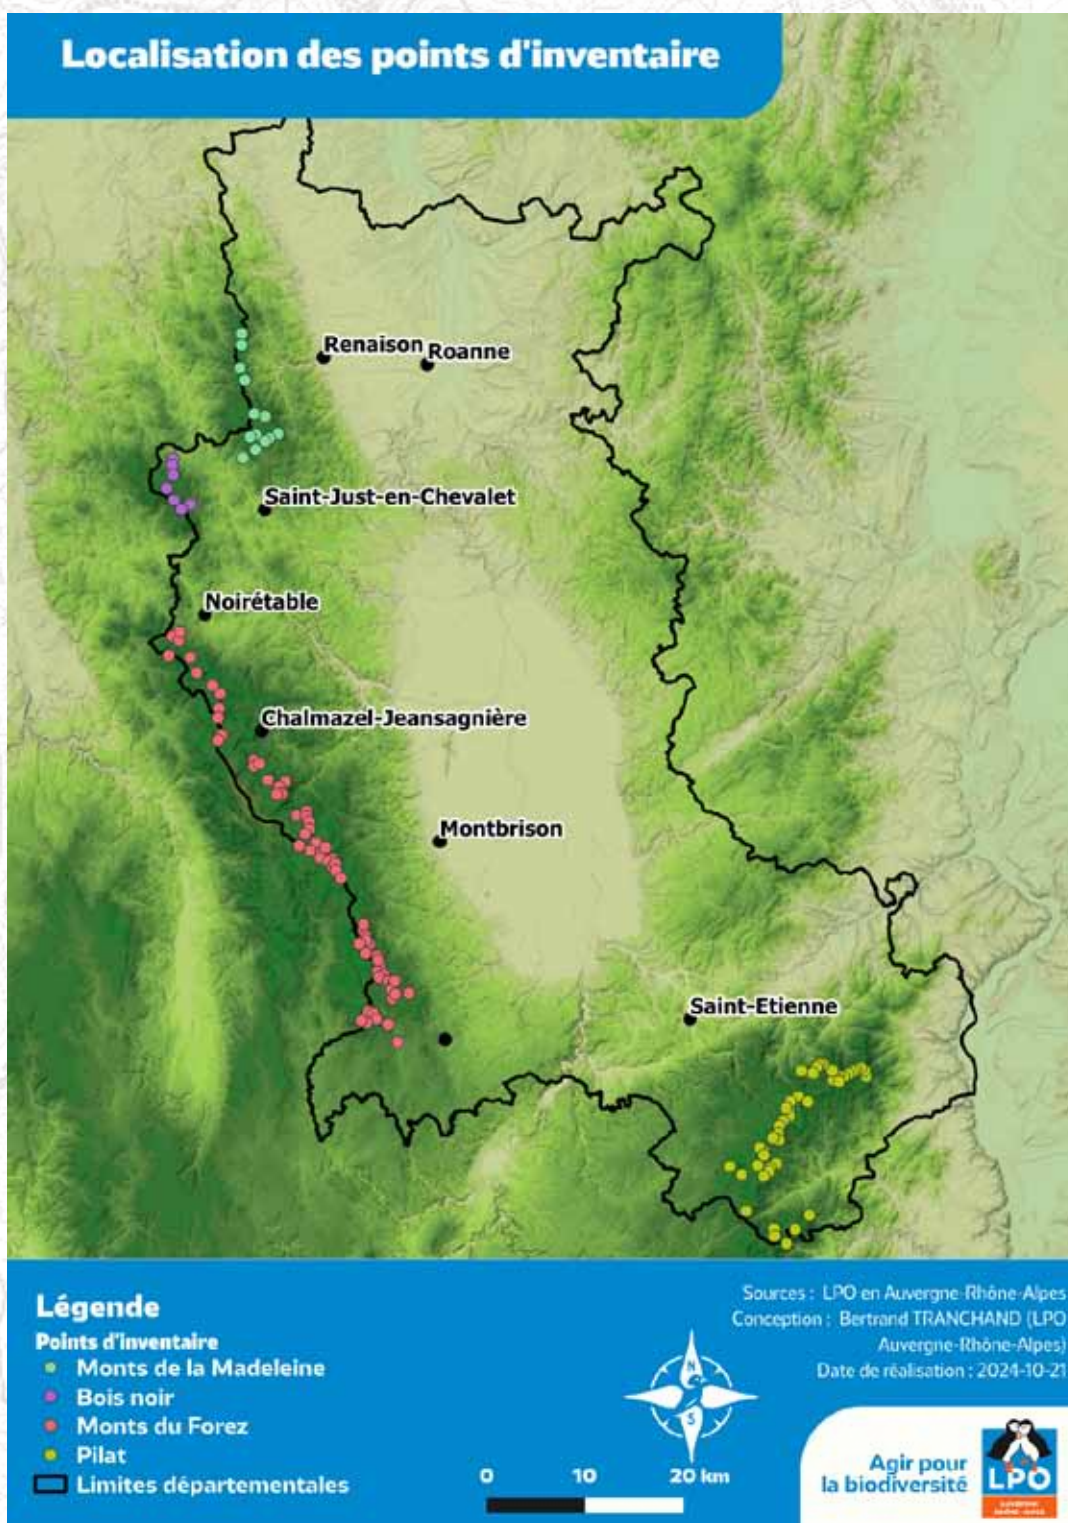 Localisation des points d'inventaire
Renaison
Roanne
Saint-Just-en-Chevalet
Noirétable
Chalmazel-Jeansagnière
Montbrison
Saint-Etienne
Légende
Points d'inventaire
Monts de la Madeleine
Bois noir
Monts du Forez
Pilat
Limites départementales
Sources : LPO en Auvergne-Rhône-Alpes
Conception : Bertrand TRANCHAND (LPO
Auvergne-Rhône-Alpes)
Date de réalisation : 2024-10-21
N
S
0 10 20 km
Agir pour
la biodiversité
LPO
AUVERGNE
RHÔNE-ALPES